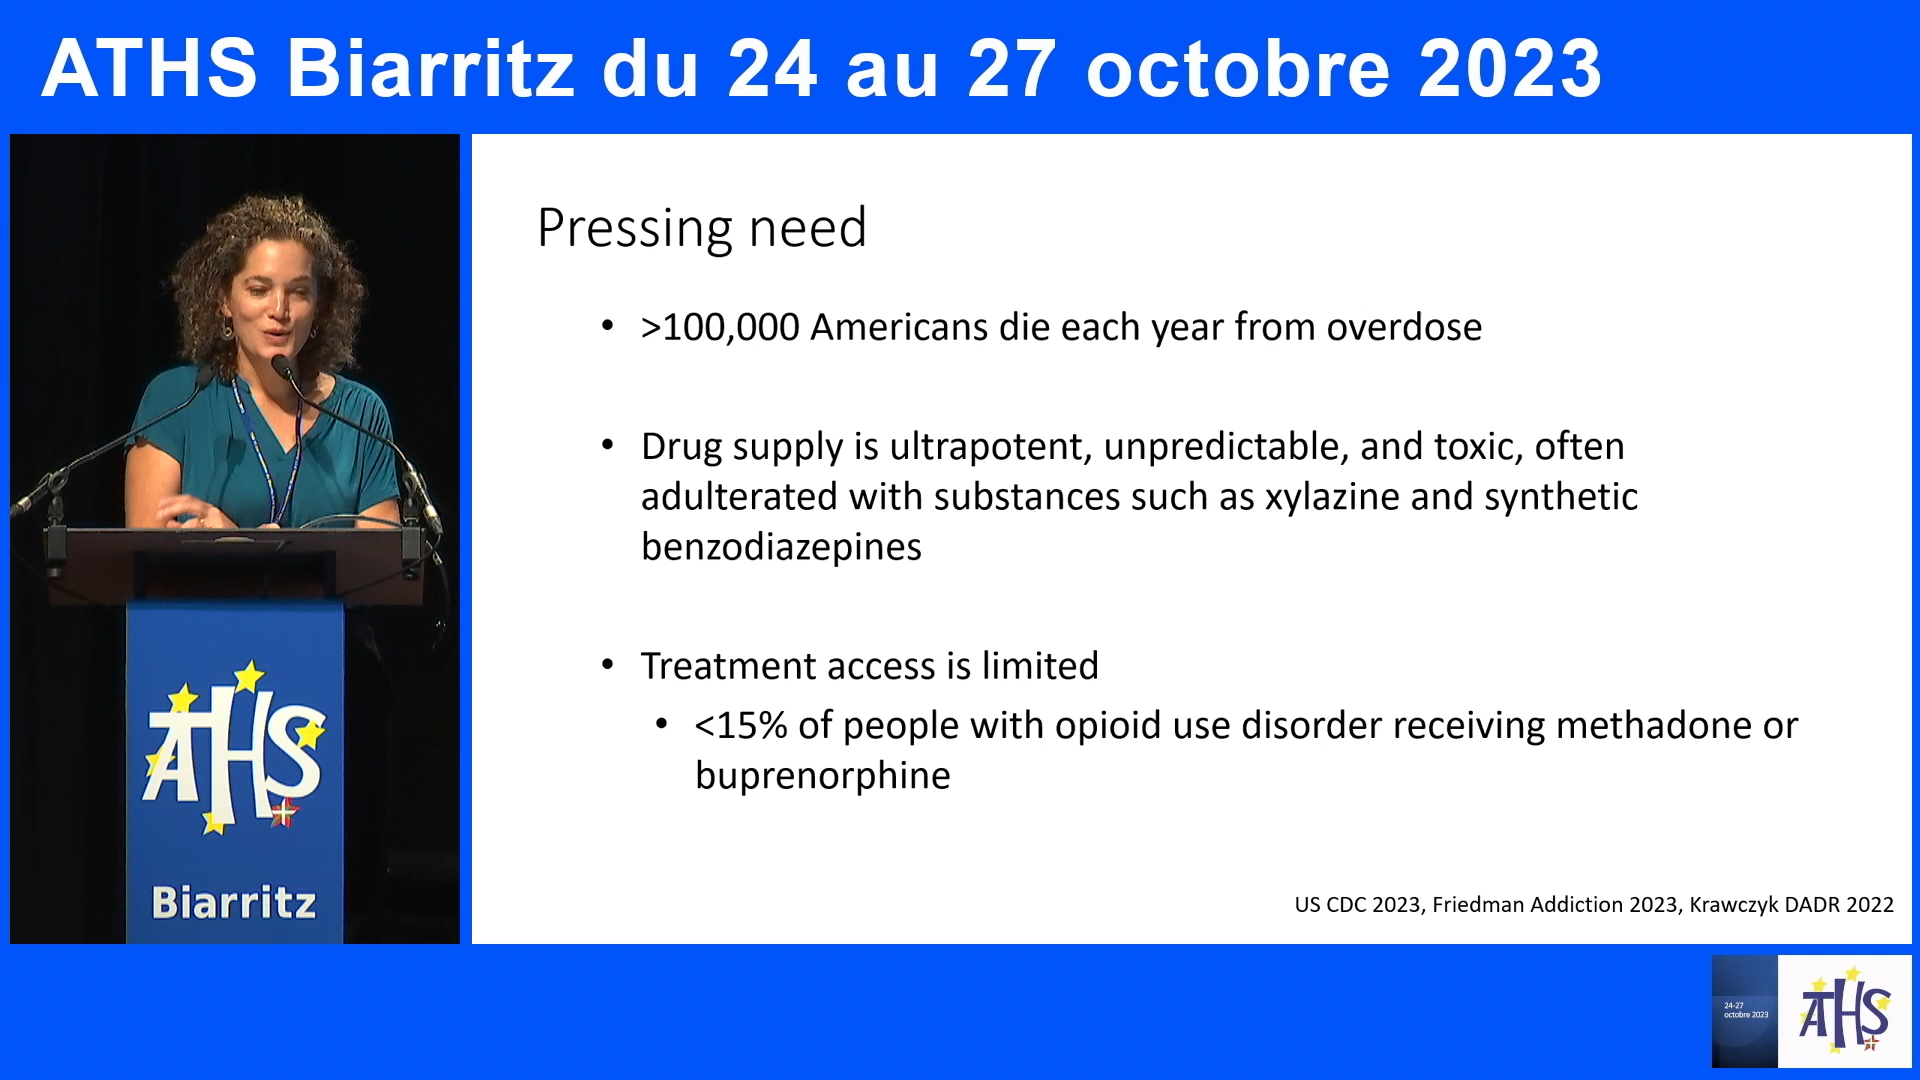 ATHS Biarritz du 24 au 27 octobre 2023
Pressing need
• >100,000 Americans die each year from overdose
• Drug supply is ultrapotent, unpredictable, and toxic, often
adulterated with substances such as xylazine and synthetic
benzodiazepines
• Treatment access is limited
• <15% of people with opioid use disorder receiving methadone or
buprenorphine
US CDC 2023, Friedman Addiction 2023, Krawczyk DADR 2022
ATHS
Biarritz
24-27
octobre 2023
ATHS